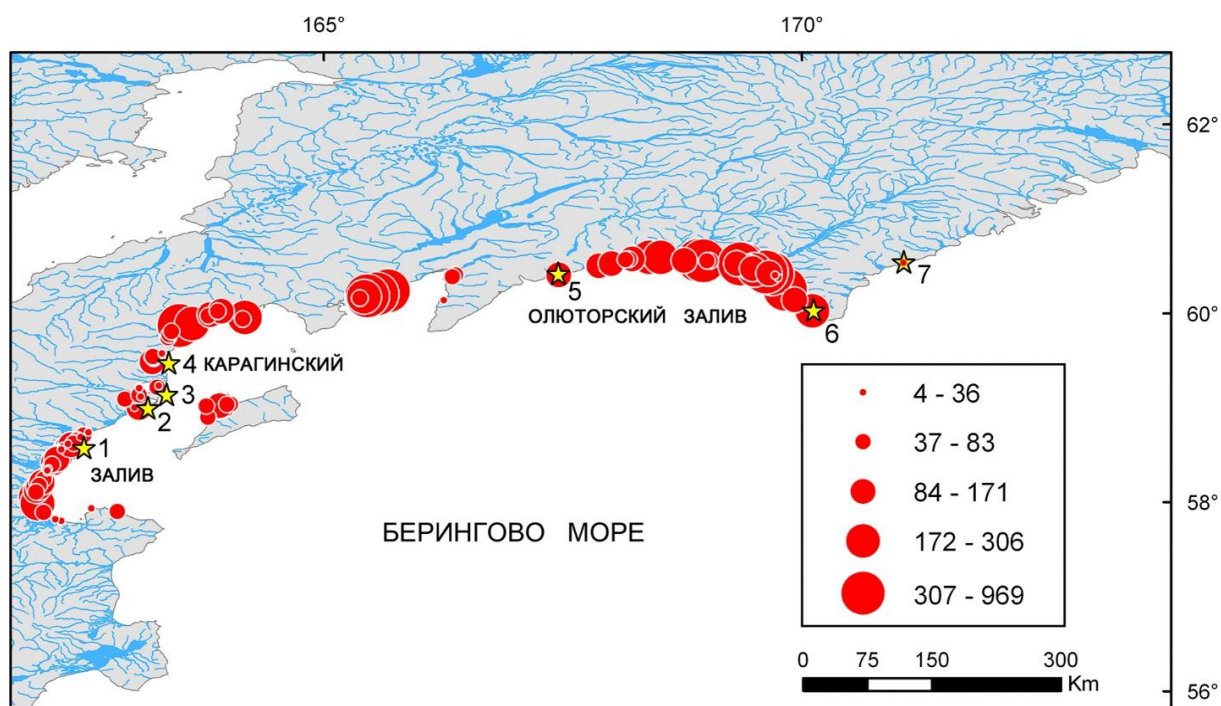 165° 170°
62°
7
5
ОЛЮТОРСКИЙ ЗАЛИВ
6
60°
4 КАРАГИНСКИЙ
3
2
1
ЗАЛИВ
БЕРИНГОВО МОРЕ
4 - 36
37 - 83
84 - 171
172 - 306
307 - 969
58°
0 75 150 300
Km
56°